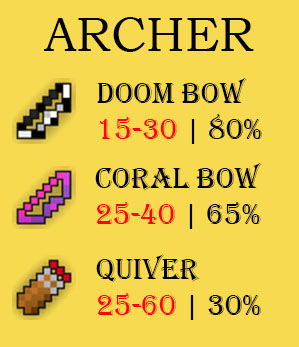 ARCHER
DOOM BOW
15-30 | 80%
CORAL BOW
25-40 | 65%
QUIVER
25-60 | 30%